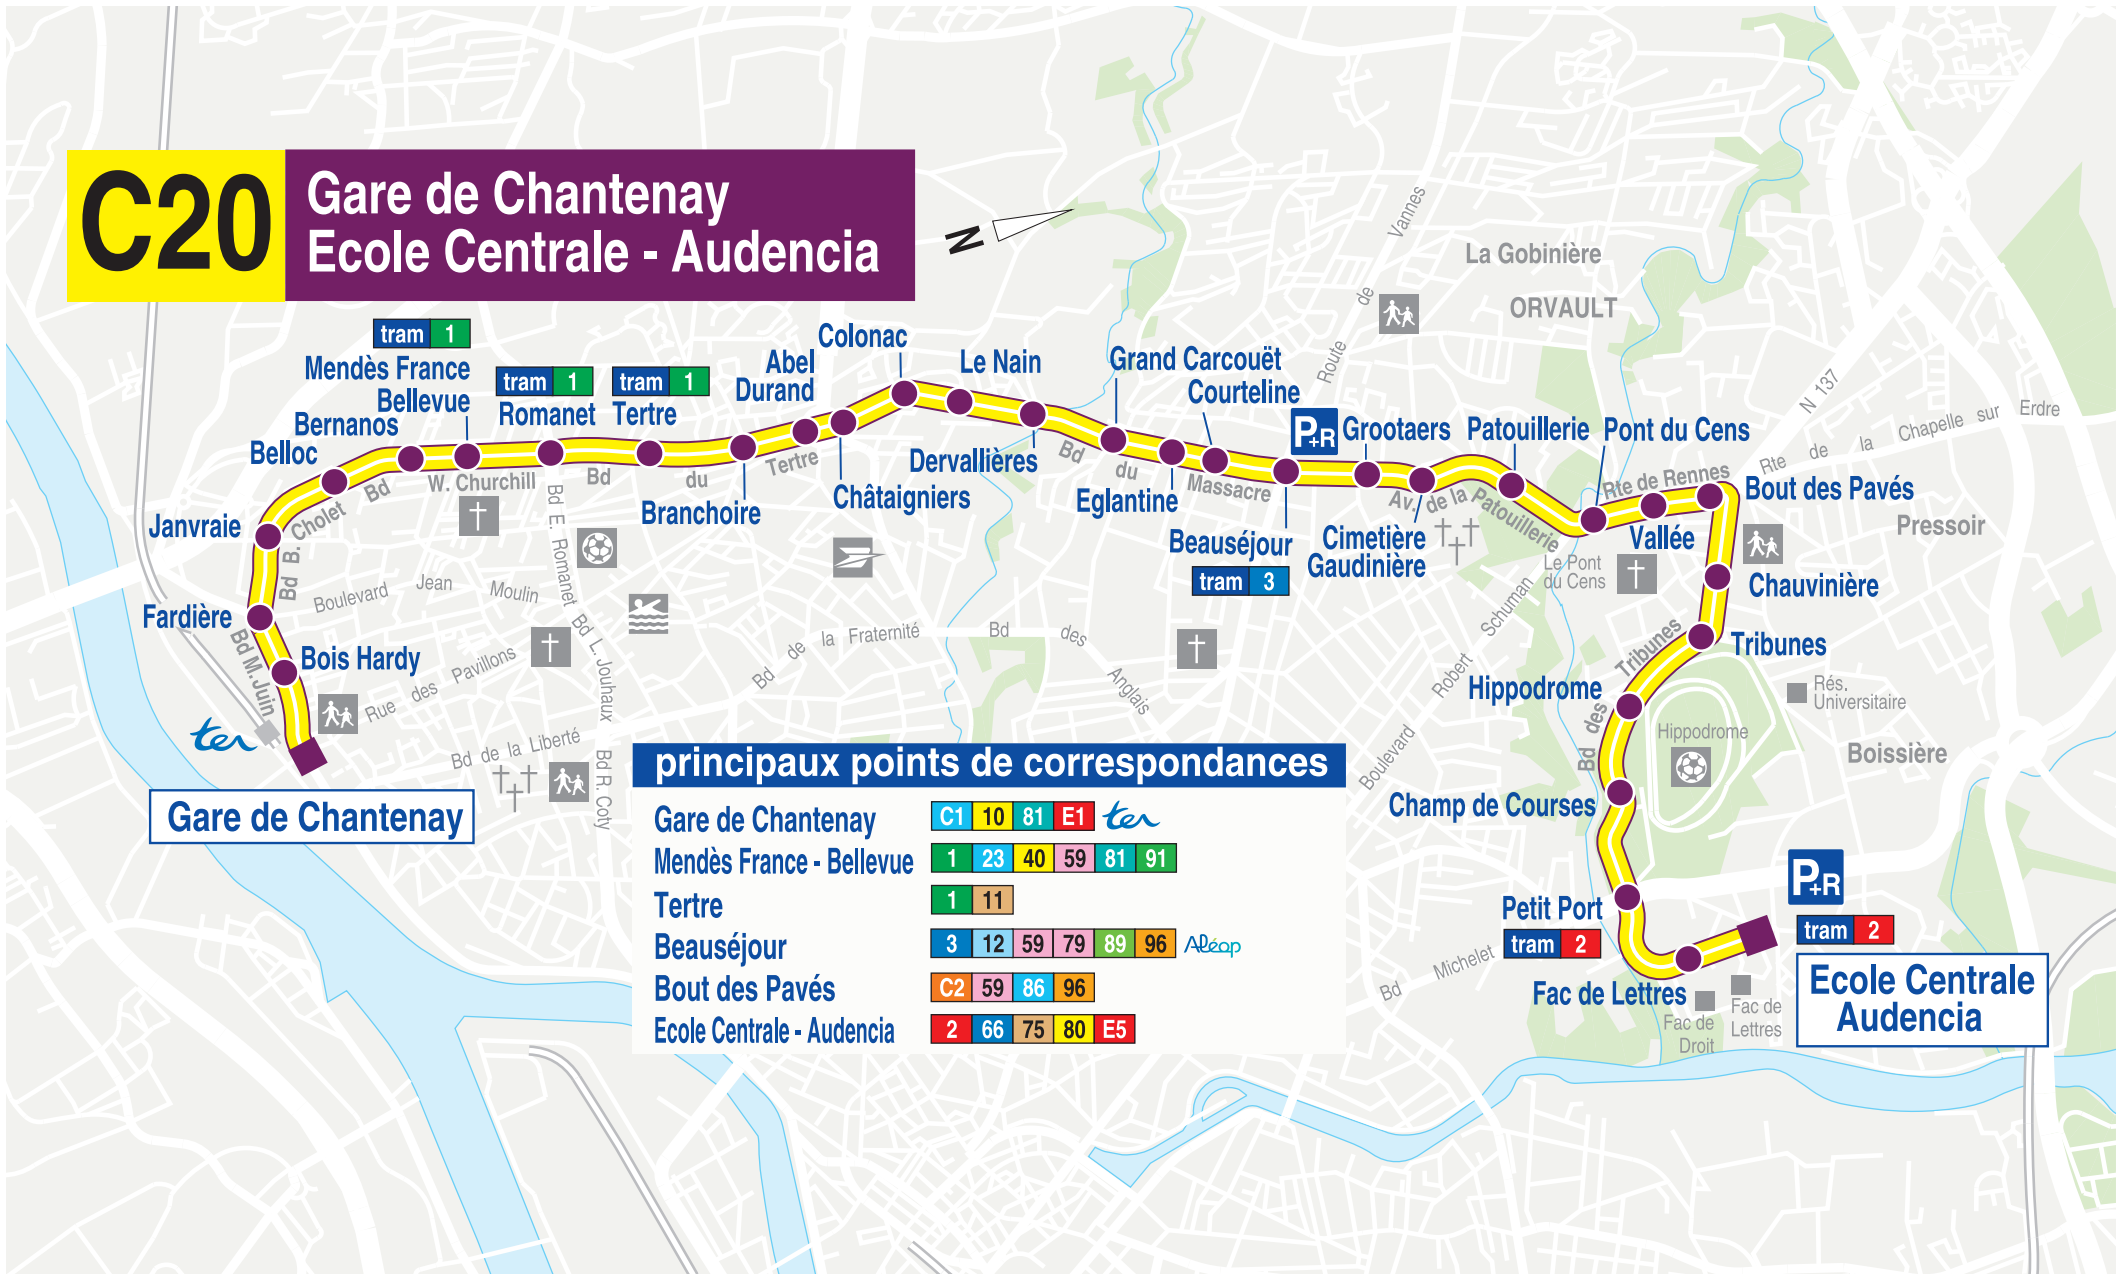 C20
Gare de Chantenay
Ecole Centrale - Audencia
N
tram 1
Mendès France
Bellevue
tram 1
Romanet
tram 1
Tertre
Abel
Durand
Colonac
Le Nain
Grand Carcouët
Courteline
Bernanos
Belloc
Janvraie
Fardière
Bois Hardy
Branchoire
Châtaigniers
Dervallières
Eglantine
Beauséjour
tram 3
P+R
Grootaers
Cimetière
Gaudinière
Patouillerie
Pont du Cens
Vallée
Bout des Pavés
Chauvinière
Tribunes
Hippodrome
Champ de Courses
Petit Port
tram 2
Fac de Lettres
P+R
tram 2
Ecole Centrale
Audencia
ter
Gare de Chantenay
Route de Vannes
La Gobinière
ORVAULT
N 137
Rte de la Chapelle sur Erdre
Rte de Rennes
Pressoir
Bd W. Churchill
Bd du Tertre
Bd du Massacre
Av. de la Patouillerie
Bd B. Cholet
Bd M. Juin
Boulevard Jean Moulin
Bd E. Romanet
Bd L. Jouhaux
Bd R. Coty
Rue des Pavillons
Bd de la Liberté
Bd de la Fraternité
Bd des Anglais
Boulevard Robert Schuman
Le Pont
du Cens
Bd des Tribunes
Hippodrome
Rés.
Universitaire
Boissière
Bd Michelet
Fac de
Droit
Fac de
Lettres
principaux points de correspondances
Gare de Chantenay C1 10 81 E1 ter
Mendès France - Bellevue 1 23 40 59 81 91
Tertre 1 11
Beauséjour 3 12 59 79 89 96 Aléop
Bout des Pavés C2 59 86 96
Ecole Centrale - Audencia 2 66 75 80 E5